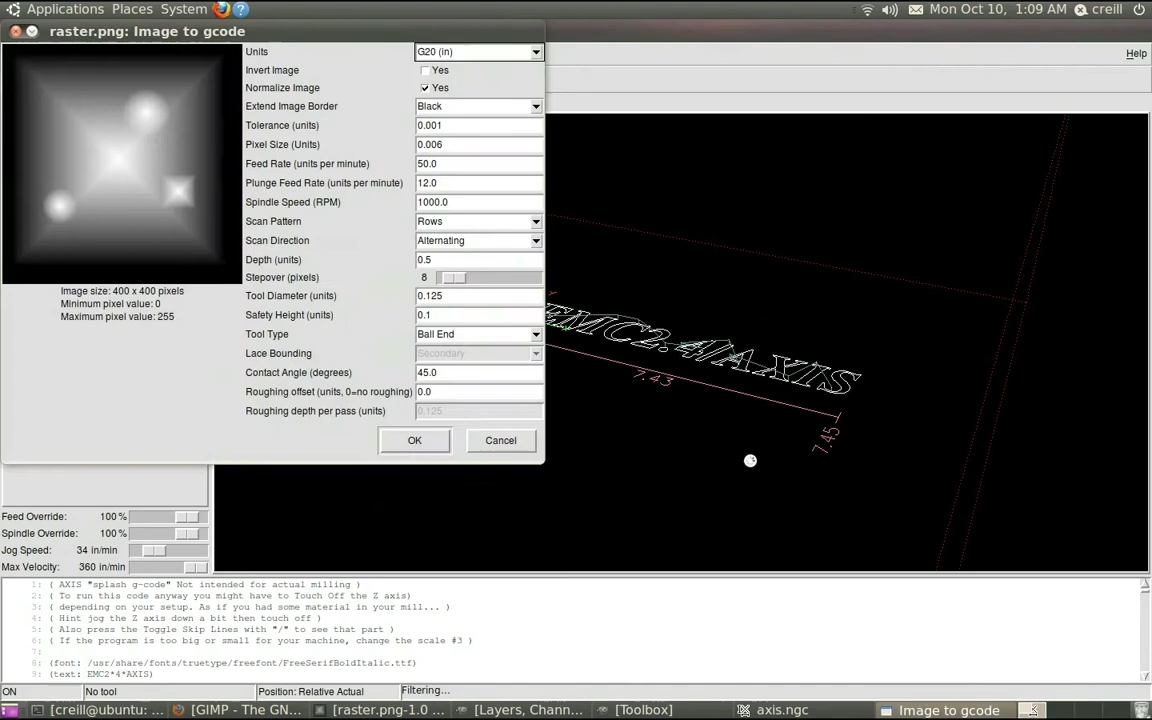 Applications Places System Mon Oct 10, 1:09 AM creill
raster.png: Image to gcode
Help
Units G20 (in)
Invert Image Yes
Normalize Image Yes
Extend Image Border Black
Tolerance (units) 0.001
Pixel Size (Units) 0.006
Feed Rate (units per minute) 50.0
Plunge Feed Rate (units per minute) 12.0
Spindle Speed (RPM) 1000.0
Scan Pattern Rows
Scan Direction Alternating
Depth (units) 0.5
Stepover (pixels) 8
Tool Diameter (units) 0.125
Safety Height (units) 0.1
Tool Type Ball End
Lace Bounding Secondary
Contact Angle (degrees) 45.0
Roughing offset (units, 0=no roughing) 0.0
Roughing depth per pass (units) 0.125
OK Cancel
Image size: 400 x 400 pixels
Minimum pixel value: 0
Maximum pixel value: 255
EMC2.4/AXIS
7.43
7.45
Feed Override: 100 %
Spindle Override: 100 %
Jog Speed: 34 in/min
Max Velocity: 360 in/min
1: ( AXIS "splash g-code" Not intended for actual milling )
2: ( To run this code anyway you might have to Touch Off the Z axis)
3: ( depending on your setup. As if you had some material in your mill... )
4: ( Hint jog the Z axis down a bit then touch off )
5: ( Also press the Toggle Skip Lines with "/" to see that part )
6: ( If the program is too big or small for your machine, change the scale #3 )
7:
8: (font: /usr/share/fonts/truetype/freefont/FreeSerifBoldItalic.ttf)
9: (text: EMC2*4*AXIS)
ON No tool Position: Relative Actual Filtering...
[creill@ubuntu: ... [GIMP - The GN... [raster.png-1.0 ... [Layers, Chann... [Toolbox] axis.ngc Image to gcode